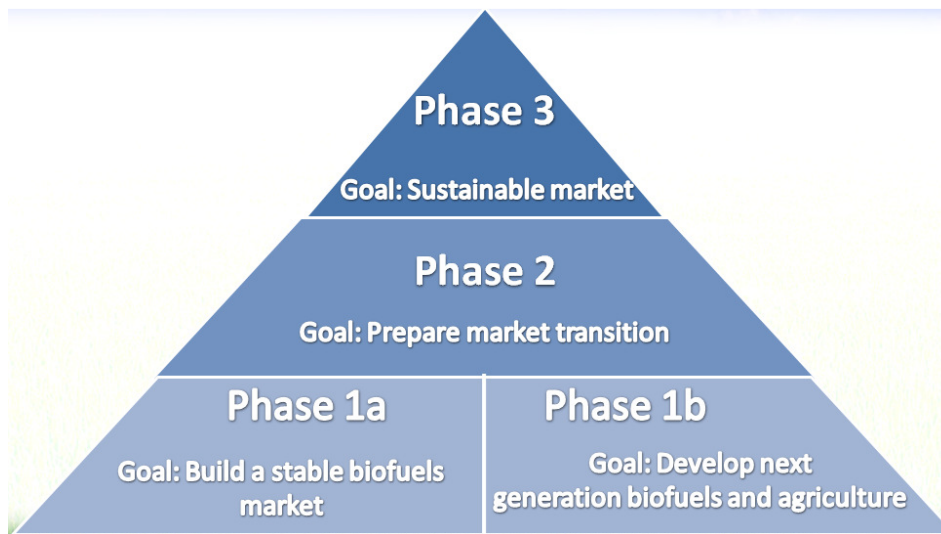 Phase 3
Goal: Sustainable market
Phase 2
Goal: Prepare market transition
Phase 1a
Goal: Build a stable biofuels
market
Phase 1b
Goal: Develop next
generation biofuels and agriculture